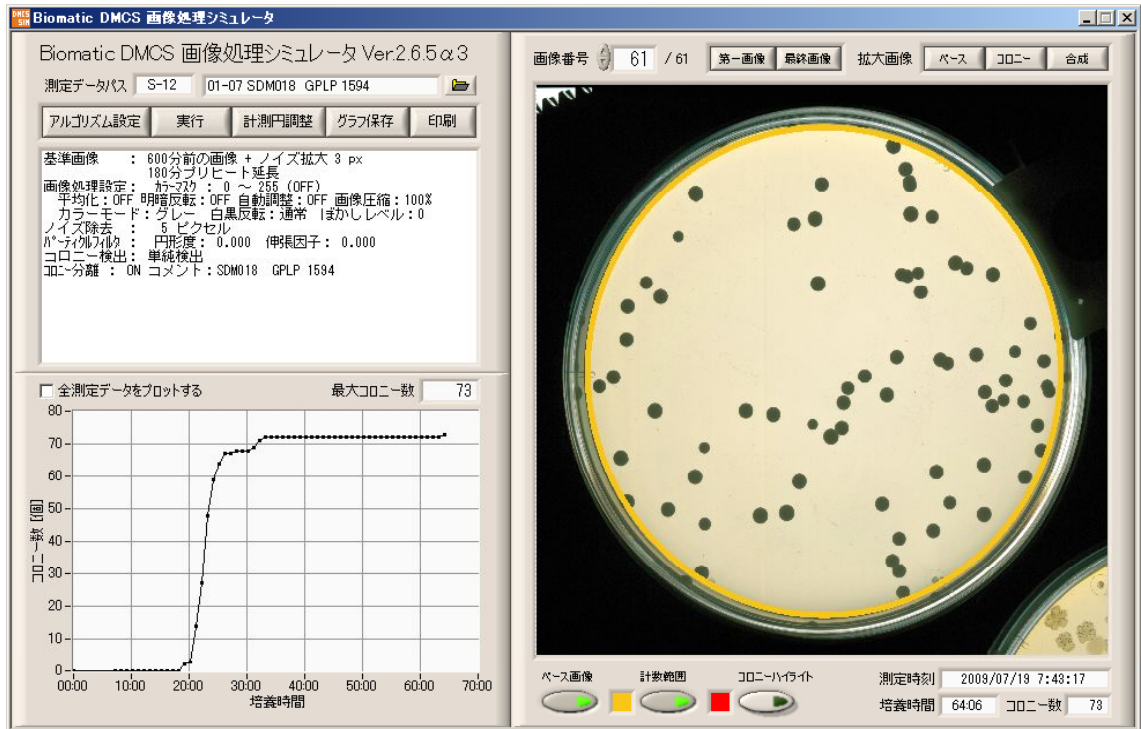 Biomatic DMCS 画像処理シミュレータ
Biomatic DMCS 画像処理シミュレータ Ver.2.6.5α3
測定データパス S-12 01-07 SDM018 GPLP 1594
アルゴリズム設定 実行 計測円調整 グラフ保存 印刷
基準画像 : 600分前の画像 + ノイズ拡大 3 px
180分プリヒート延長
画像処理設定: カラーマスク : 0 ~ 255 (OFF)
平均化:OFF 明暗反転:OFF 自動調整:OFF 画像圧縮:100%
カラーモード:グレー 白黒反転:通常 ぼかしレベル:0
ノイズ除去 : 5 ピクセル
パーティクルフィルタ : 円形度: 0.000 伸張因子: 0.000
コロニー検出: 単純検出
コロニー分離 : ON コメント:SDM018 GPLP 1594
全測定データをプロットする 最大コロニー数 73
80
70
60
50
40
30
20
10
0
コロニー数 [個]
00:00 10:00 20:00 30:00 40:00 50:00 60:00 70:00
培養時間
画像番号 61 / 61 第一画像 最終画像 拡大画像 ベース コロニー 合成
ベース画像 計数範囲 コロニーハイライト
測定時刻 2009/07/19 7:43:17
培養時間 64:06 コロニー数 73